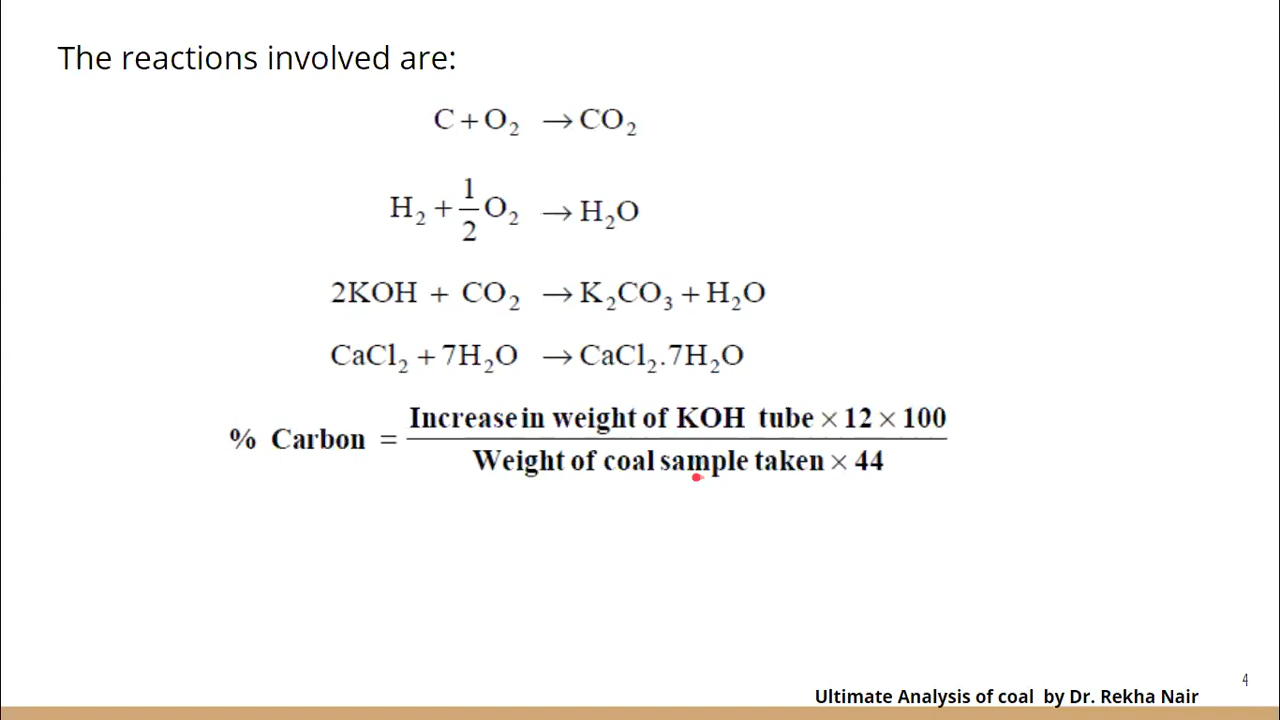 The reactions involved are:
C + O₂ → CO₂
H₂ + 1/2 O₂ → H₂O
2KOH + CO₂ → K₂CO₃ + H₂O
CaCl₂ + 7H₂O → CaCl₂.7H₂O
% Carbon = Increase in weight of KOH tube × 12 × 100 / Weight of coal sample taken × 44
4
Ultimate Analysis of coal by Dr. Rekha Nair